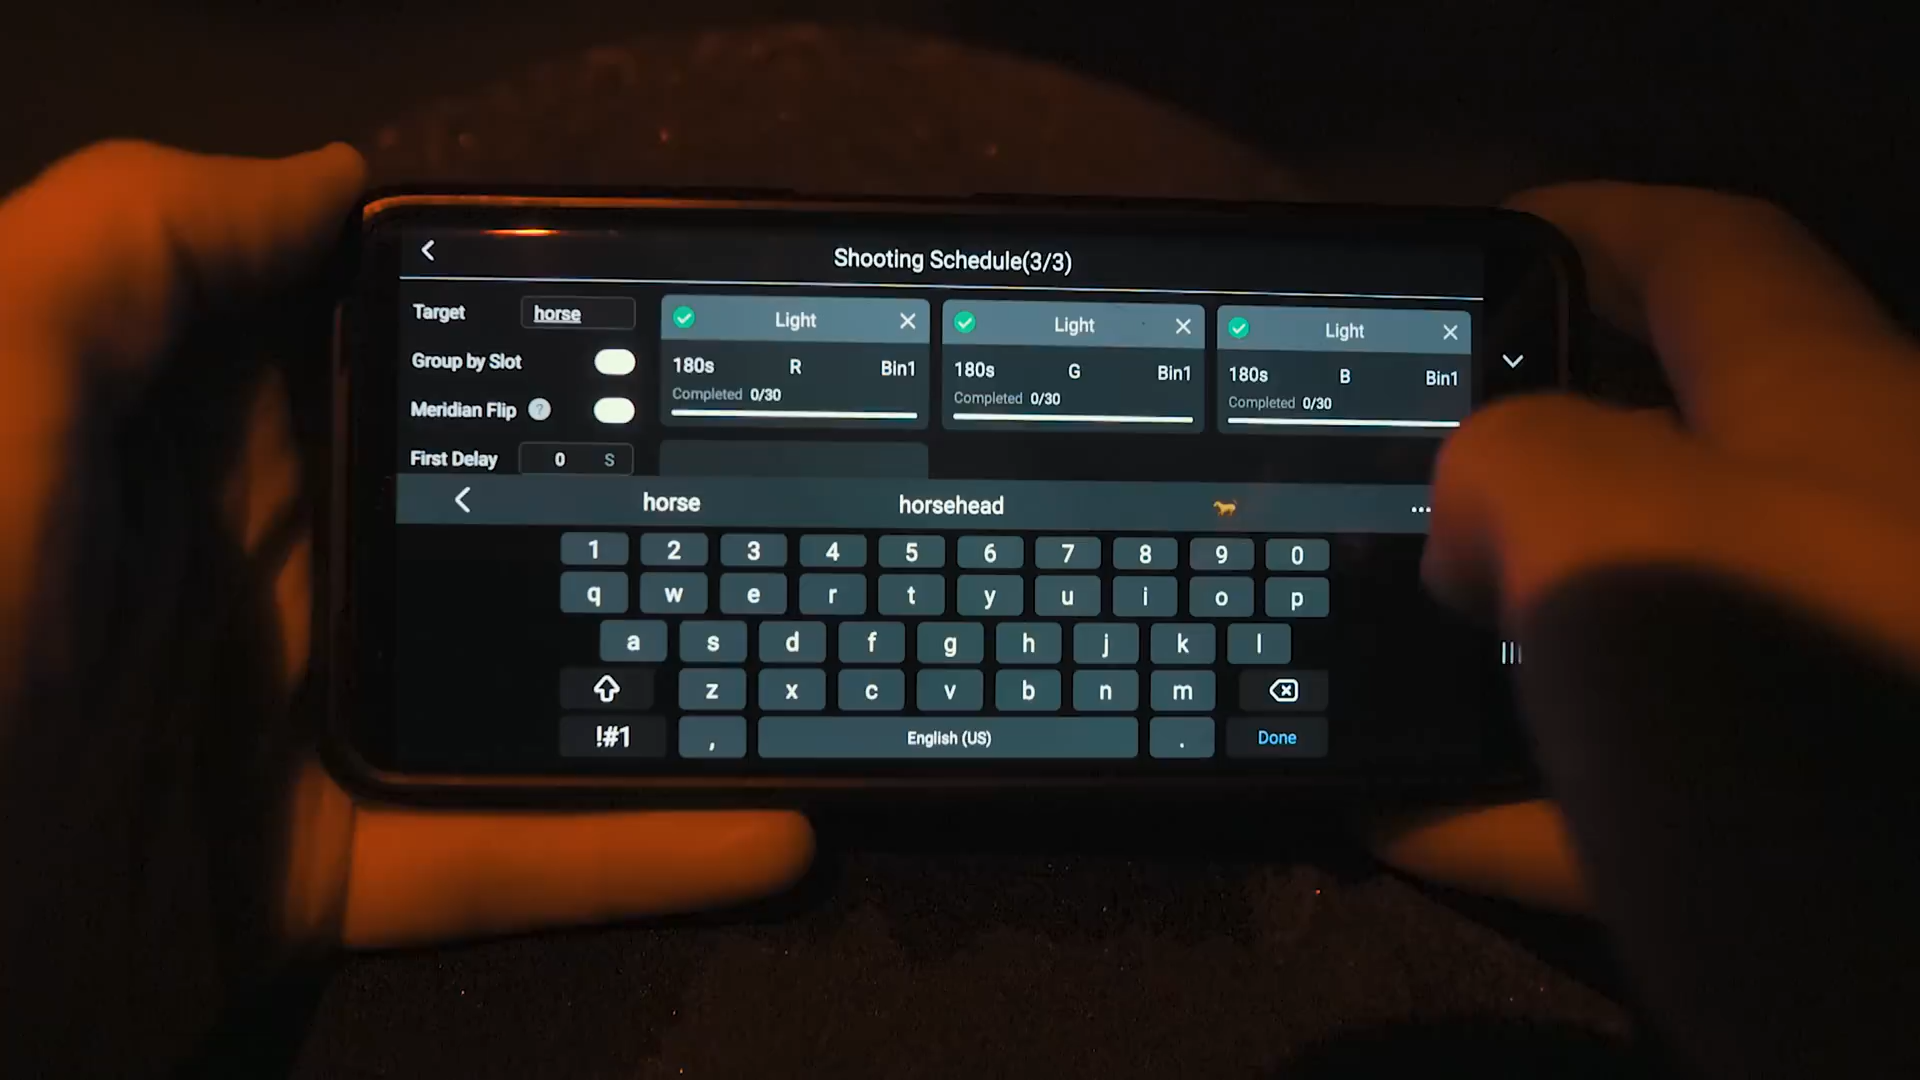 Shooting Schedule(3/3)
Target horse
Group by Slot
Meridian Flip ?
First Delay 0 S
Light
180s R Bin1
Completed 0/30
Light
180s G Bin1
Completed 0/30
Light
180s B Bin1
Completed 0/30
horse horsehead
1 2 3 4 5 6 7 8 9 0
q w e r t y u i o p
a s d f g h j k l
z x c v b n m
!#1 , English (US) . Done